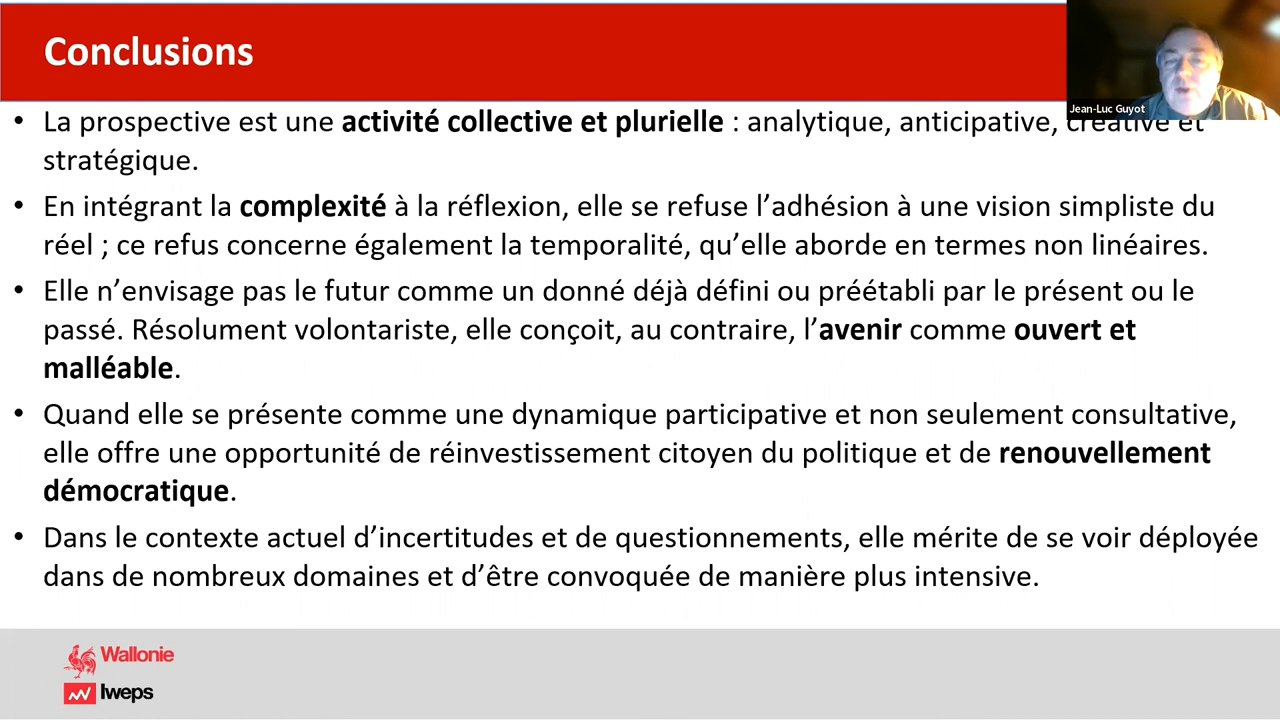 Conclusions
Jean-Luc Guyot
• La prospective est une activité collective et plurielle : analytique, anticipative, créative et
stratégique.
• En intégrant la complexité à la réflexion, elle se refuse l’adhésion à une vision simpliste du
réel ; ce refus concerne également la temporalité, qu’elle aborde en termes non linéaires.
• Elle n’envisage pas le futur comme un donné déjà défini ou préétabli par le présent ou le
passé. Résolument volontariste, elle conçoit, au contraire, l’avenir comme ouvert et
malléable.
• Quand elle se présente comme une dynamique participative et non seulement consultative,
elle offre une opportunité de réinvestissement citoyen du politique et de renouvellement
démocratique.
• Dans le contexte actuel d’incertitudes et de questionnements, elle mérite de se voir déployée
dans de nombreux domaines et d’être convoquée de manière plus intensive.
Wallonie
Iweps